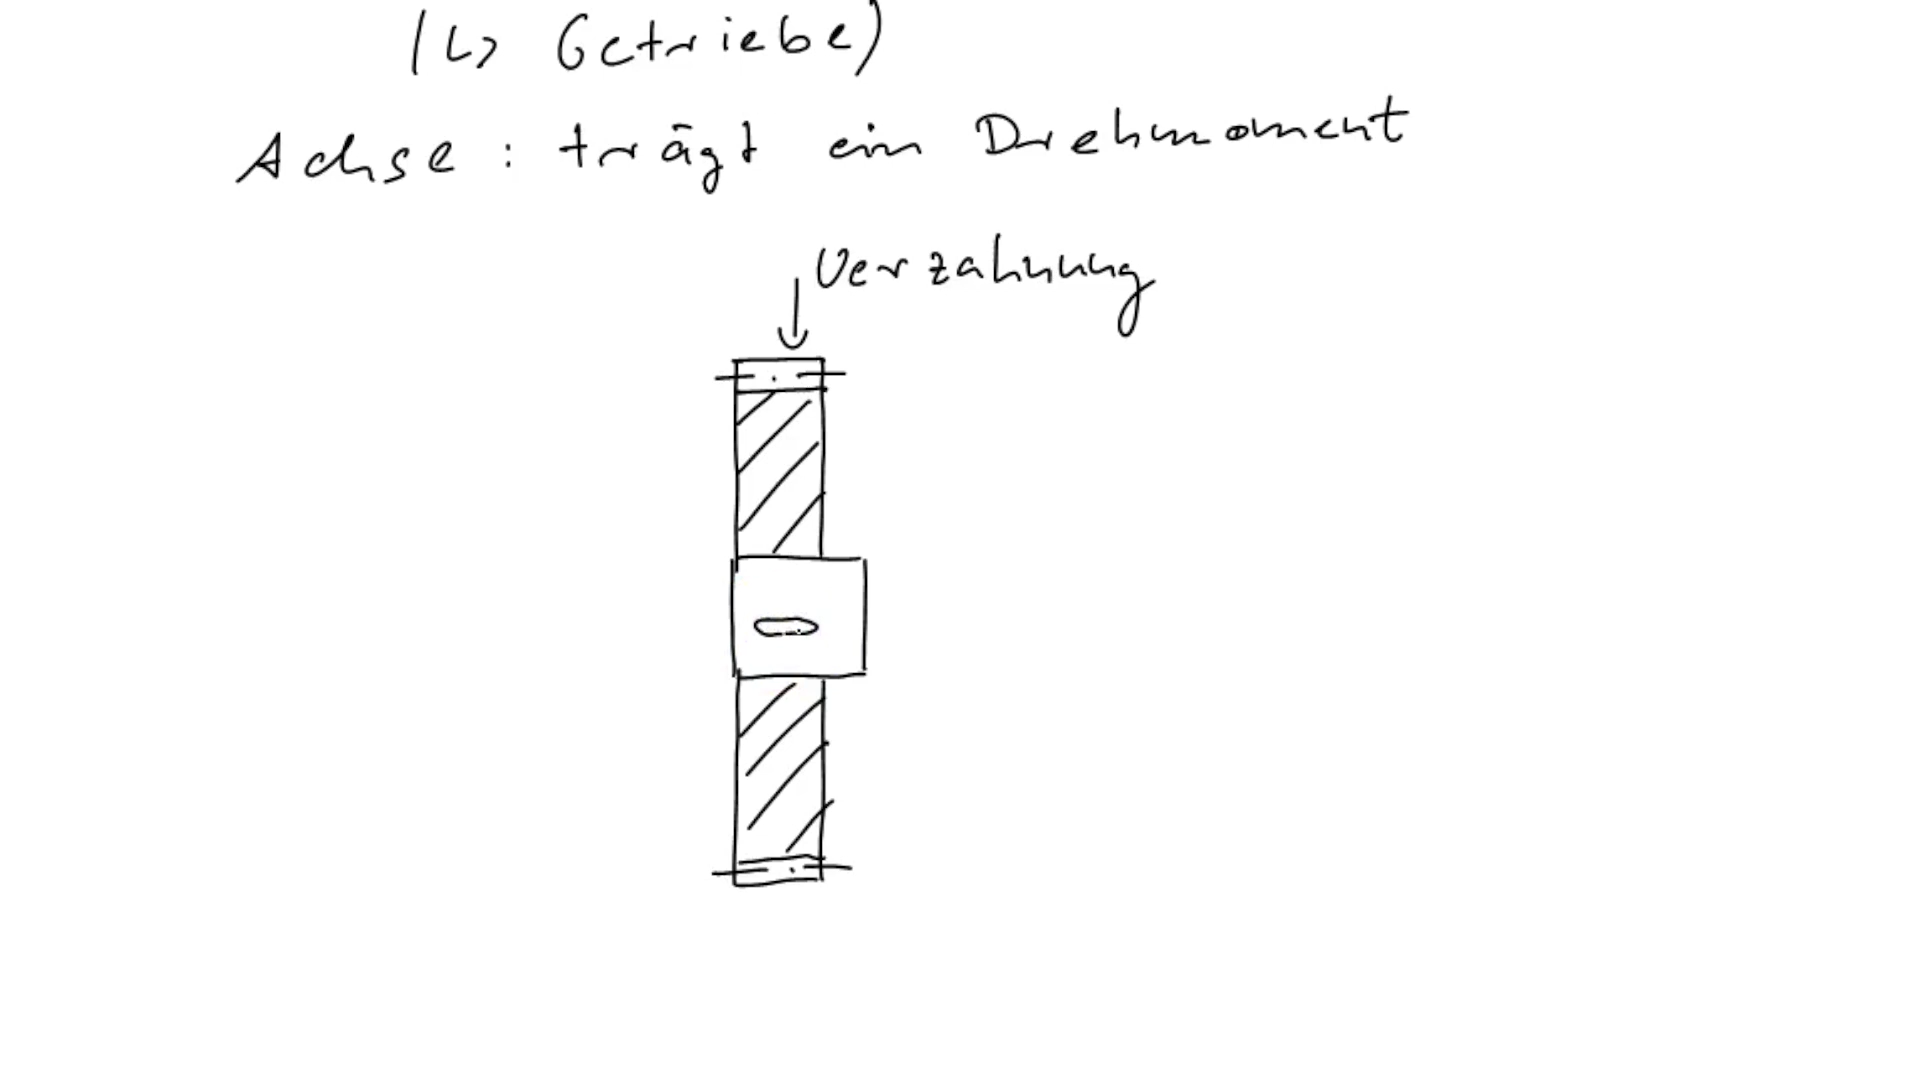 (↳ Getriebe)
Achse : trägt ein Drehmoment
Verzahnung